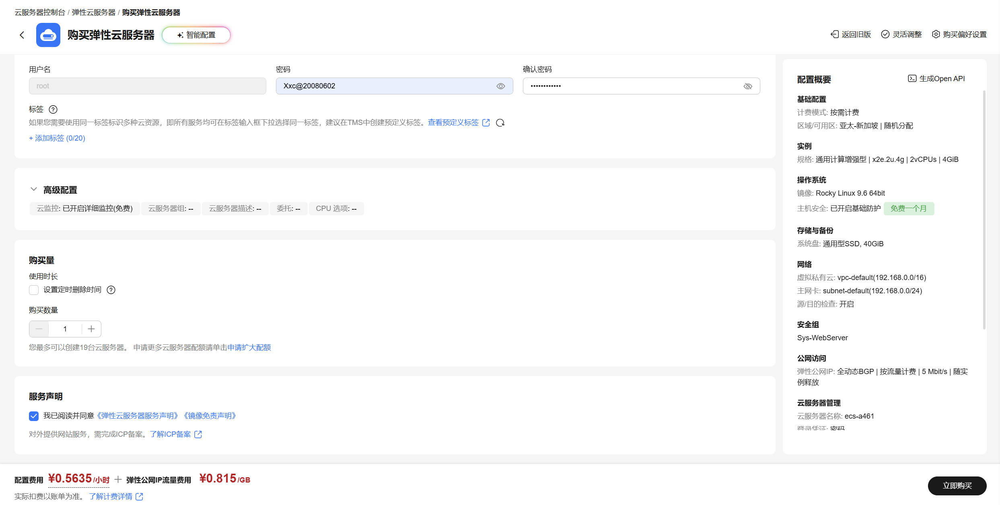 云服务器控制台 / 弹性云服务器 / 购买弹性云服务器
购买弹性云服务器
智能配置
返回旧版
灵活调整
购买偏好设置
用户名
密码
确认密码
root
Xxc@20080602
••••••••••••
标签
如果您需要使用同一标签标识多种云资源，即所有服务均可在标签输入框下拉选择同一标签，建议在TMS中创建预定义标签。查看预定义标签
+ 添加标签 (0/20)
高级配置
云监控: 已开启详细监控(免费)
云服务器组: --
云服务器描述: --
委托: --
CPU 选项: --
购买量
使用时长
设置定时删除时间
购买数量
1
您最多可以创建19台云服务器。 申请更多云服务器配额请单击申请扩大配额
服务声明
我已阅读并同意《弹性云服务器服务声明》《镜像免责声明》
对外提供网站服务，需完成ICP备案。了解ICP备案
配置概要
生成Open API
基础配置
计费模式: 按需计费
区域/可用区: 亚太-新加坡 | 随机分配
实例
规格: 通用计算增强型 | x2e.2u.4g | 2vCPUs | 4GiB
操作系统
镜像: Rocky Linux 9.6 64bit
主机安全: 已开启基础防护 免费一个月
存储与备份
系统盘: 通用型SSD, 40GiB
网络
虚拟私有云: vpc-default(192.168.0.0/16)
主网卡: subnet-default(192.168.0.0/24)
源/目的检查: 开启
安全组
Sys-WebServer
公网访问
弹性公网IP: 全动态BGP | 按流量计费 | 5 Mbit/s | 随实
例释放
云服务器管理
云服务器名称: ecs-a461
登录凭证: 密码
配置费用 ¥0.5635/小时 + 弹性公网IP流量费用 ¥0.815/GB
实际扣费以账单为准。 了解计费详情
立即购买